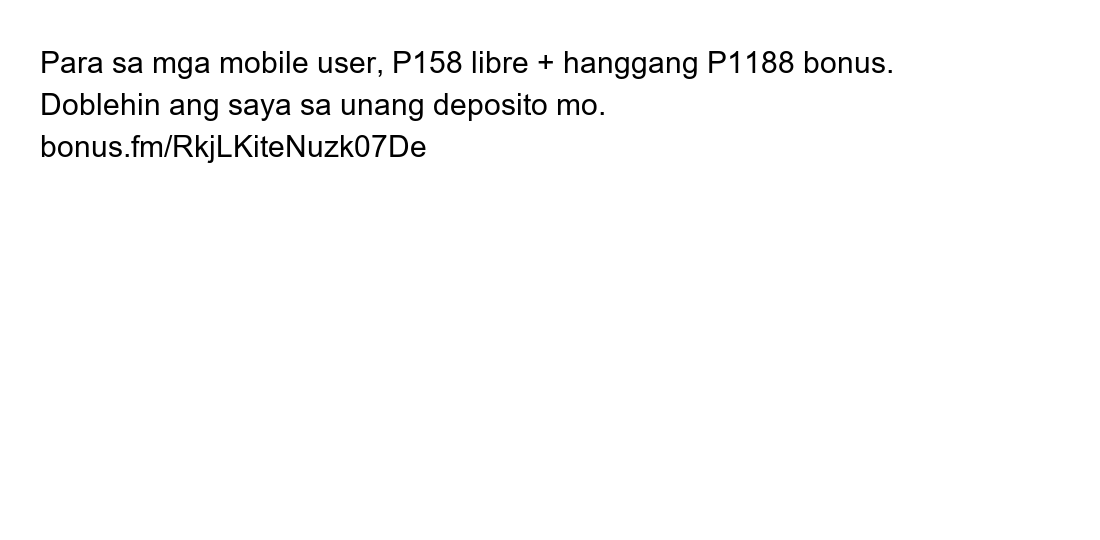 Para sa mga mobile user, P158 libre + hanggang P1188 bonus.
Doblehin ang saya sa unang deposito mo.
bonus.fm/RkjLKiteNuzk07De